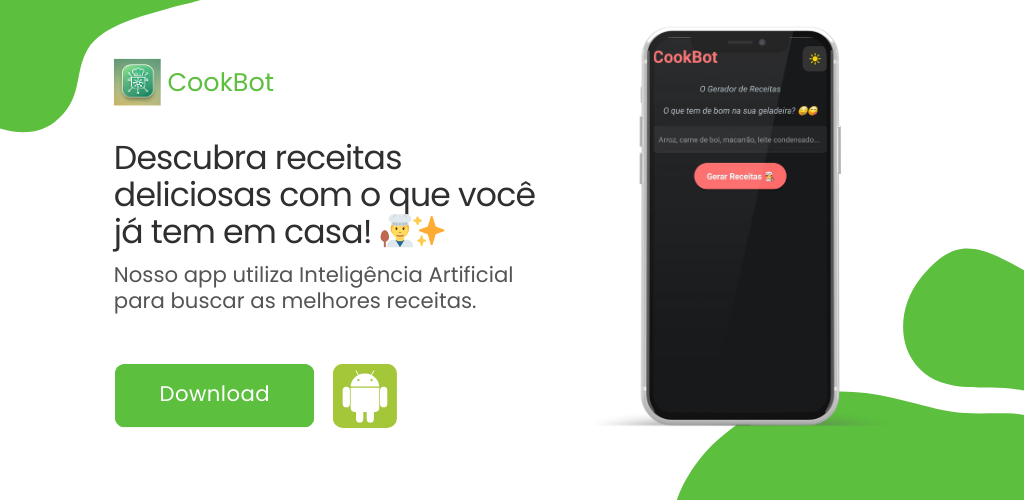 CookBot
Descubra receitas
deliciosas com o que você
já tem em casa! 👨‍🍳✨
Nosso app utiliza Inteligência Artificial
para buscar as melhores receitas.
Download
CookBot
O Gerador de Receitas
O que tem de bom na sua geladeira? 🤔😋
Arroz, carne de boi, macarrão, leite condensado...
Gerar Receitas 👨‍🍳